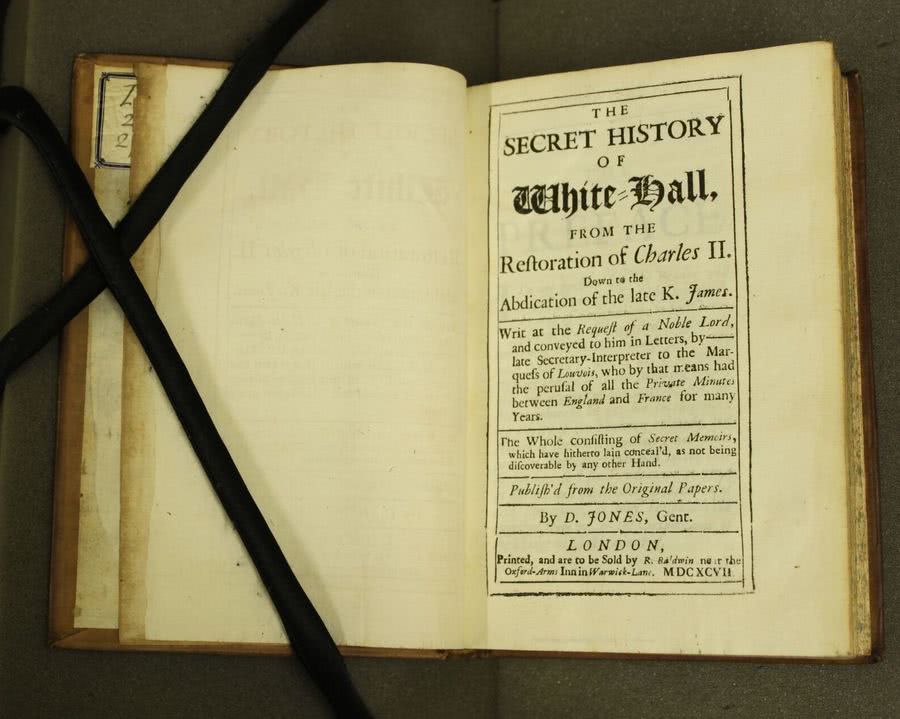 THE
SECRET HISTORY
OF
White-Hall,
FROM THE
Reſtoration of Charles II.
Down to the
Abdication of the late K. James.
Writ at the Requeſt of a Noble Lord,
and conveyed to him in Letters, by——
late Secretary-Interpreter to the Mar-
queſs of Louvois, who by that means had
the peruſal of all the Private Minutes
between England and France for many
Years.
The Whole conſiſting of Secret Memoirs,
which have hitherto lain conceal'd, as not being
diſcoverable by any other Hand.
Publiſh'd from the Original Papers.
By D. JONES, Gent.
LONDON,
Printed, and are to be Sold by R. Baldwin near the
Oxford-Arms Inn in Warwick-Lane. MDCXCVII.